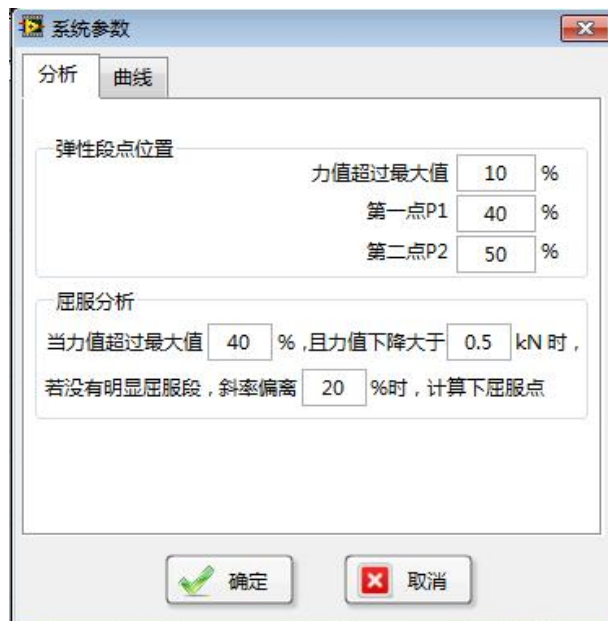 系统参数
分析 曲线
弹性段点位置
力值超过最大值 10 %
第一点P1 40 %
第二点P2 50 %
屈服分析
当力值超过最大值 40 % ,且力值下降大于 0.5 kN 时，
若没有明显屈服段，斜率偏离 20 %时，计算下屈服点
确定 取消